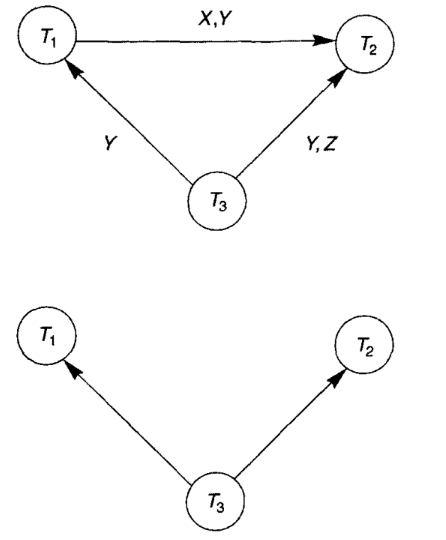 X,Y
T₁ T₂
Y Y,Z
T₃
T₁ T₂
T₃